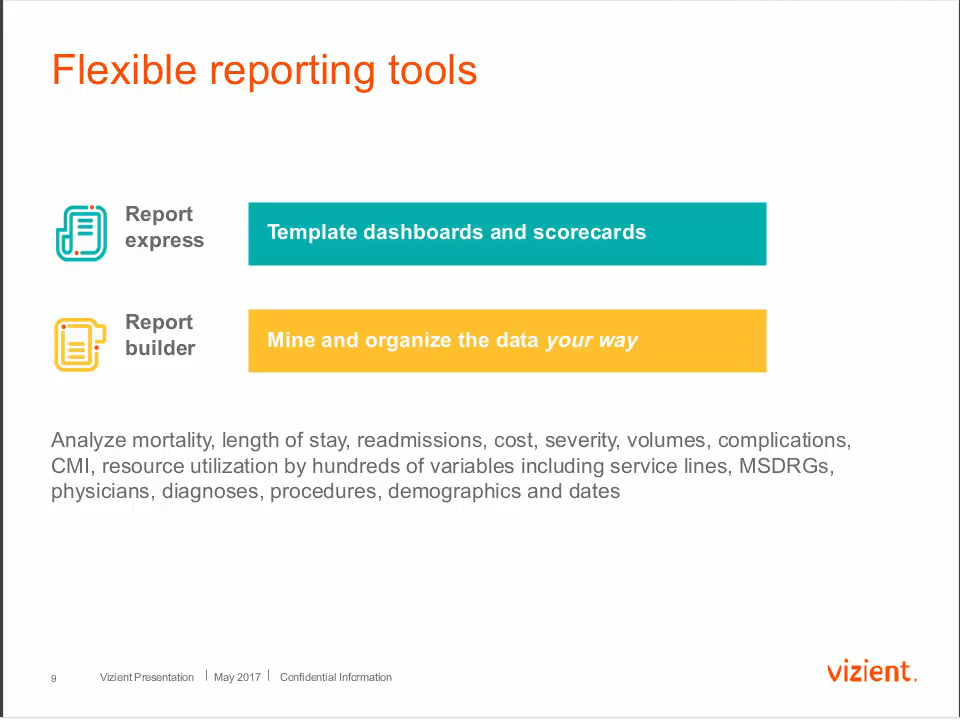 Flexible reporting tools
Report
express
Template dashboards and scorecards
Report
builder
Mine and organize the data your way
Analyze mortality, length of stay, readmissions, cost, severity, volumes, complications,
CMI, resource utilization by hundreds of variables including service lines, MSDRGs,
physicians, diagnoses, procedures, demographics and dates
9 Vizient Presentation | May 2017 | Confidential Information
vizient.